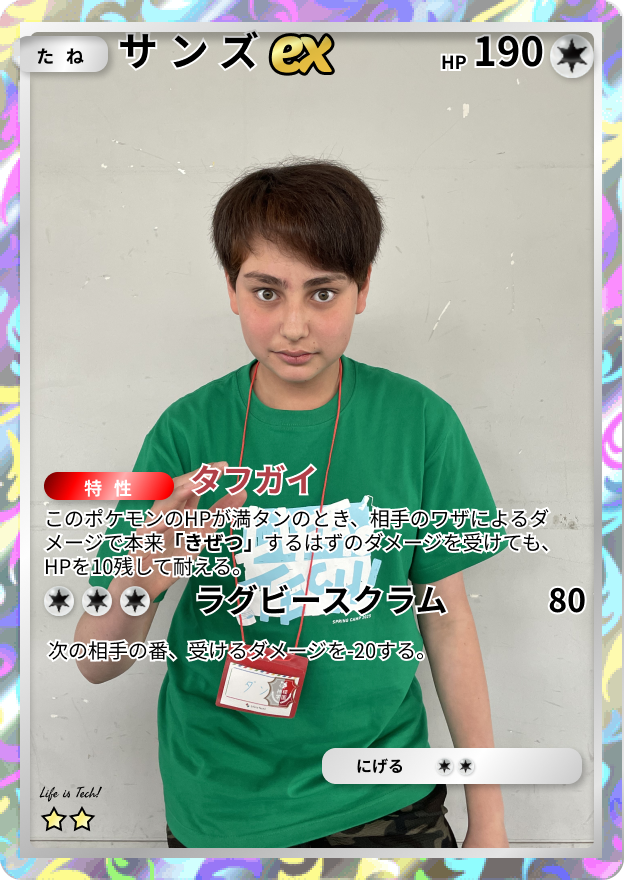 たね
サンズex
HP 190
特性
タフガイ
このポケモンのHPが満タンのとき、相手のワザによるダ
メージで本来「きぜつ」するはずのダメージを受けても、
HPを10残して耐える。
ラグビースクラム 80
次の相手の番、受けるダメージを-20する。
SPRING CAMP 2025
にげる
Life is Tech!